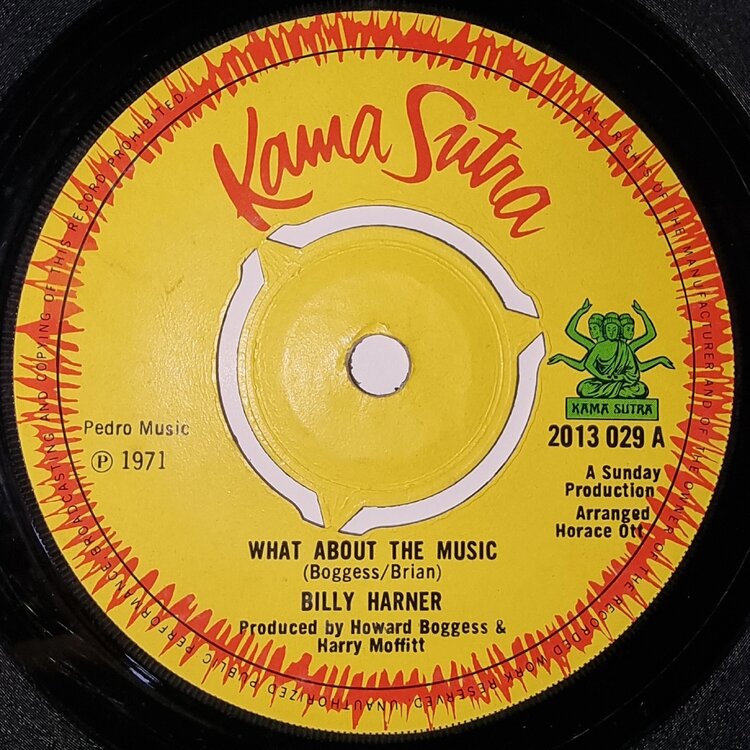 Kama Sutra
KAMA SUTRA
2013 029 A
Pedro Music
℗ 1971
A Sunday
Production
Arranged
Horace Ott
WHAT ABOUT THE MUSIC
(Boggess/Brian)
BILLY HARNER
Produced by Howard Boggess &
Harry Moffitt
ALL RIGHTS OF THE MANUFACTURER AND OF THE OWNER OF THE RECORDED WORK RESERVED. UNAUTHORIZED PUBLIC PERFORMANCE, BROADCASTING AND COPYING OF THIS RECORD PROHIBITED